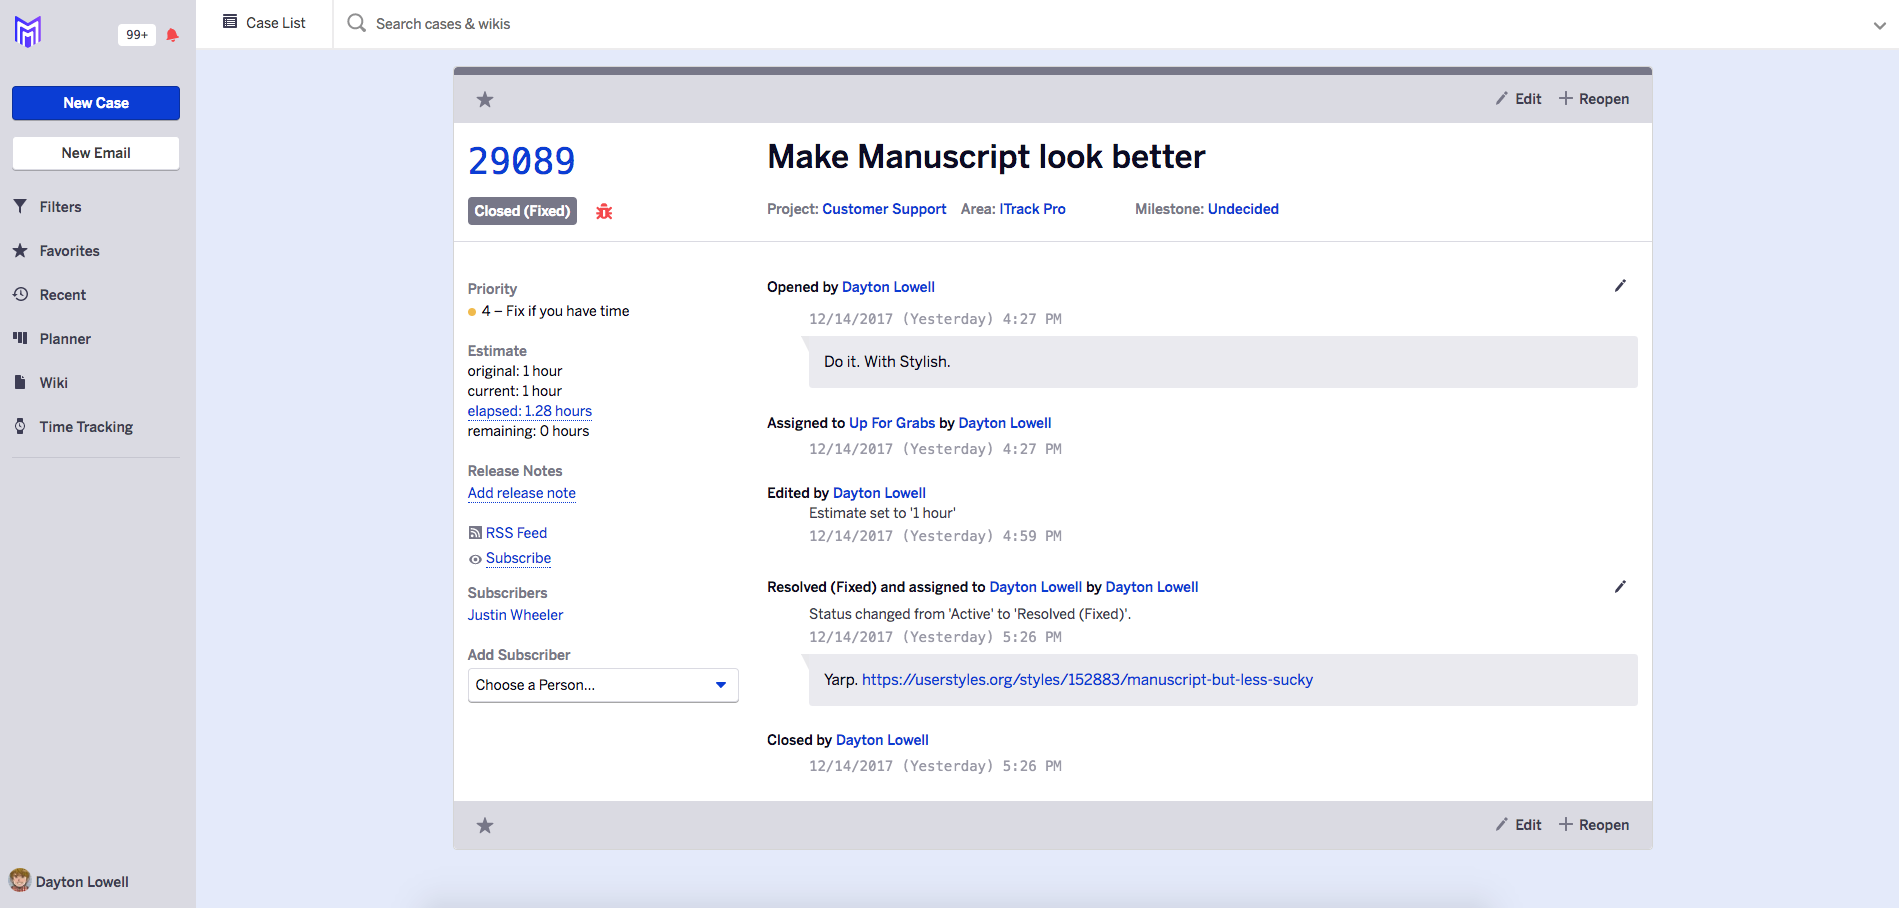 99+
Case List
Search cases & wikis
New Case
New Email
Filters
Favorites
Recent
Planner
Wiki
Time Tracking
Dayton Lowell
Edit
Reopen
29089
Make Manuscript look better
Closed (Fixed)
Project: Customer Support Area: ITrack Pro Milestone: Undecided
Priority
4 – Fix if you have time
Estimate
original: 1 hour
current: 1 hour
elapsed: 1.28 hours
remaining: 0 hours
Release Notes
Add release note
RSS Feed
Subscribe
Subscribers
Justin Wheeler
Add Subscriber
Choose a Person...
Opened by Dayton Lowell
12/14/2017 (Yesterday) 4:27 PM
Do it. With Stylish.
Assigned to Up For Grabs by Dayton Lowell
12/14/2017 (Yesterday) 4:27 PM
Edited by Dayton Lowell
Estimate set to '1 hour'
12/14/2017 (Yesterday) 4:59 PM
Resolved (Fixed) and assigned to Dayton Lowell by Dayton Lowell
Status changed from 'Active' to 'Resolved (Fixed)'.
12/14/2017 (Yesterday) 5:26 PM
Yarp. https://userstyles.org/styles/152883/manuscript-but-less-sucky
Closed by Dayton Lowell
12/14/2017 (Yesterday) 5:26 PM
Edit
Reopen